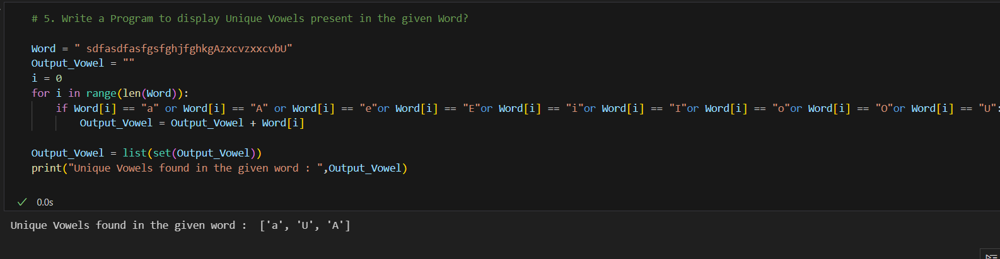 # 5. Write a Program to display Unique Vowels present in the given Word?
Word = " sdfasdfasfgsfghjfghkgAzxcvzxxcvbU"
Output_Vowel = ""
i = 0
for i in range(len(Word)):
    if Word[i] == "a" or Word[i] == "A" or Word[i] == "e"or Word[i] == "E"or Word[i] == "i"or Word[i] == "I"or Word[i] == "o"or Word[i] == "O"or Word[i] == "U":
        Output_Vowel = Output_Vowel + Word[i]
Output_Vowel = list(set(Output_Vowel))
print("Unique Vowels found in the given word : ",Output_Vowel)
0.0s
Unique Vowels found in the given word :  ['a', 'U', 'A']